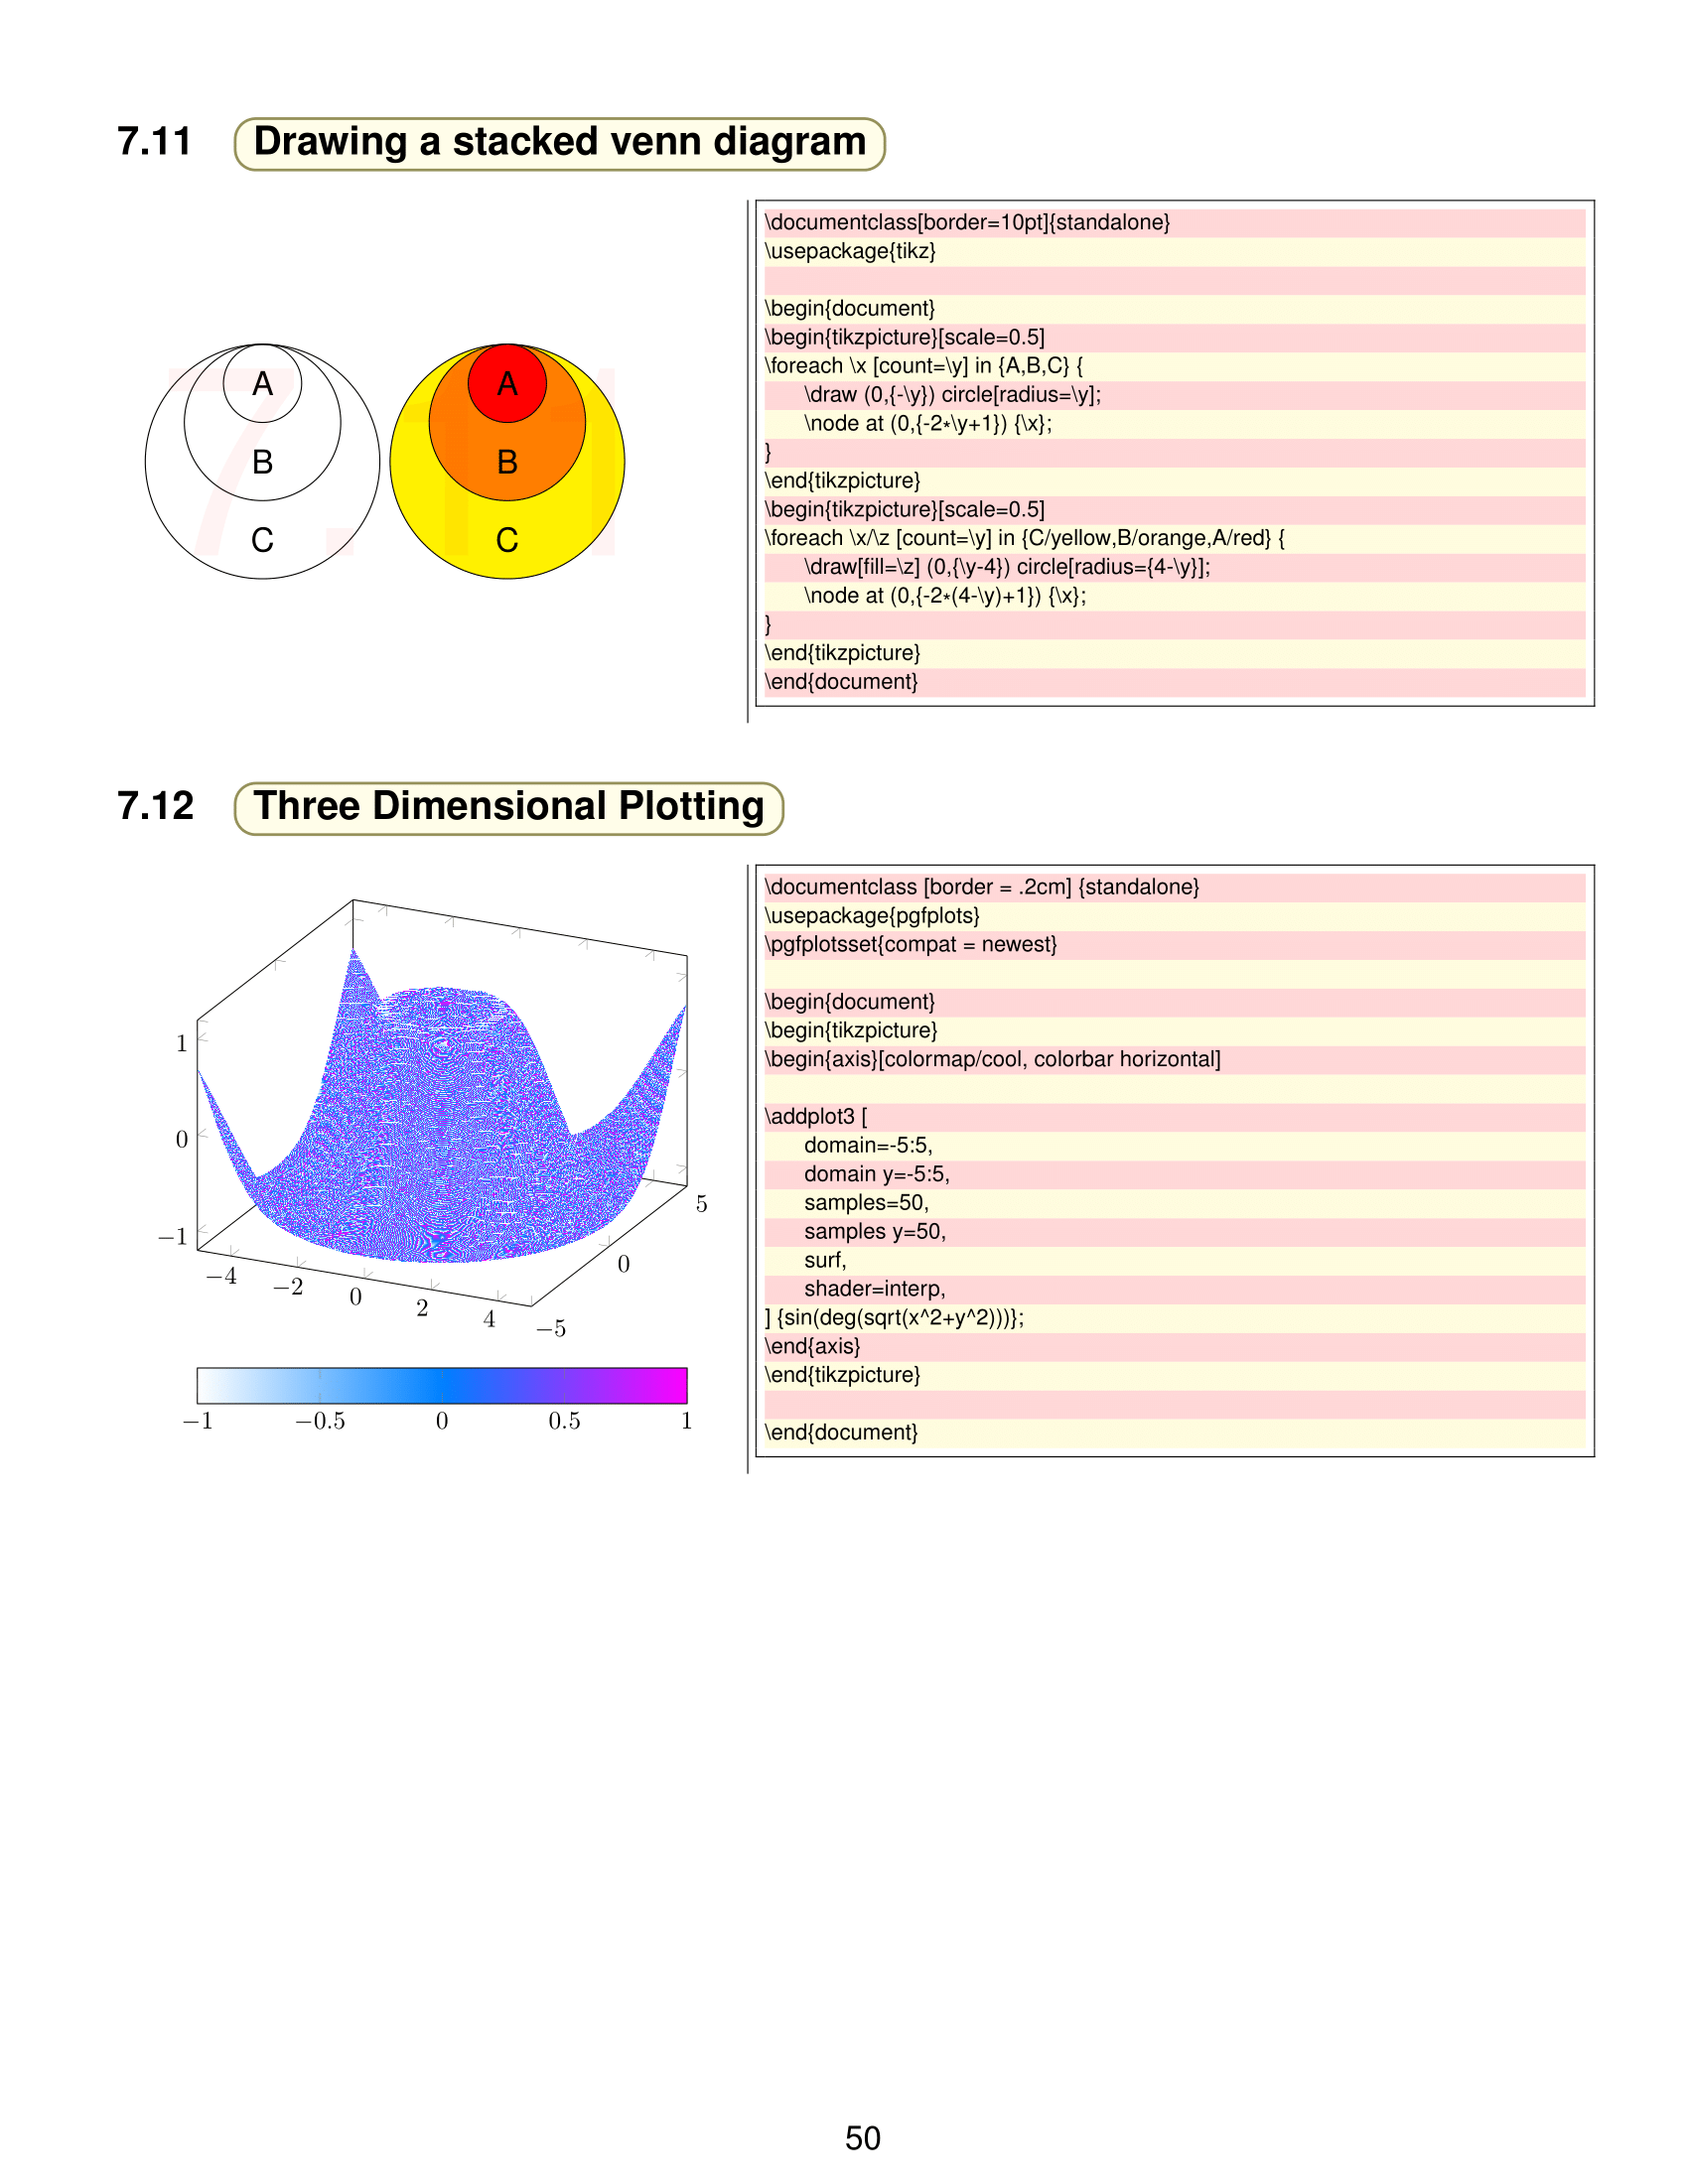 7.11 Drawing a stacked venn diagram
7.11
A
B
C
A
B
C
\documentclass[border=10pt]{standalone}
\usepackage{tikz}
\begin{document}
\begin{tikzpicture}[scale=0.5]
\foreach \x [count=\y] in {A,B,C} {
\draw (0,{-\y}) circle[radius=\y];
\node at (0,{-2*\y+1}) {\x};
}
\end{tikzpicture}
\begin{tikzpicture}[scale=0.5]
\foreach \x/\z [count=\y] in {C/yellow,B/orange,A/red} {
\draw[fill=\z] (0,{\y-4}) circle[radius={4-\y}];
\node at (0,{-2*(4-\y)+1}) {\x};
}
\end{tikzpicture}
\end{document}
7.12 Three Dimensional Plotting
1
0
−1
−4 −2 0 2 4
−5 0 5
−1 −0.5 0 0.5 1
\documentclass [border = .2cm] {standalone}
\usepackage{pgfplots}
\pgfplotsset{compat = newest}
\begin{document}
\begin{tikzpicture}
\begin{axis}[colormap/cool, colorbar horizontal]
\addplot3 [
domain=-5:5,
domain y=-5:5,
samples=50,
samples y=50,
surf,
shader=interp,
] {sin(deg(sqrt(x^2+y^2)))};
\end{axis}
\end{tikzpicture}
\end{document}
50